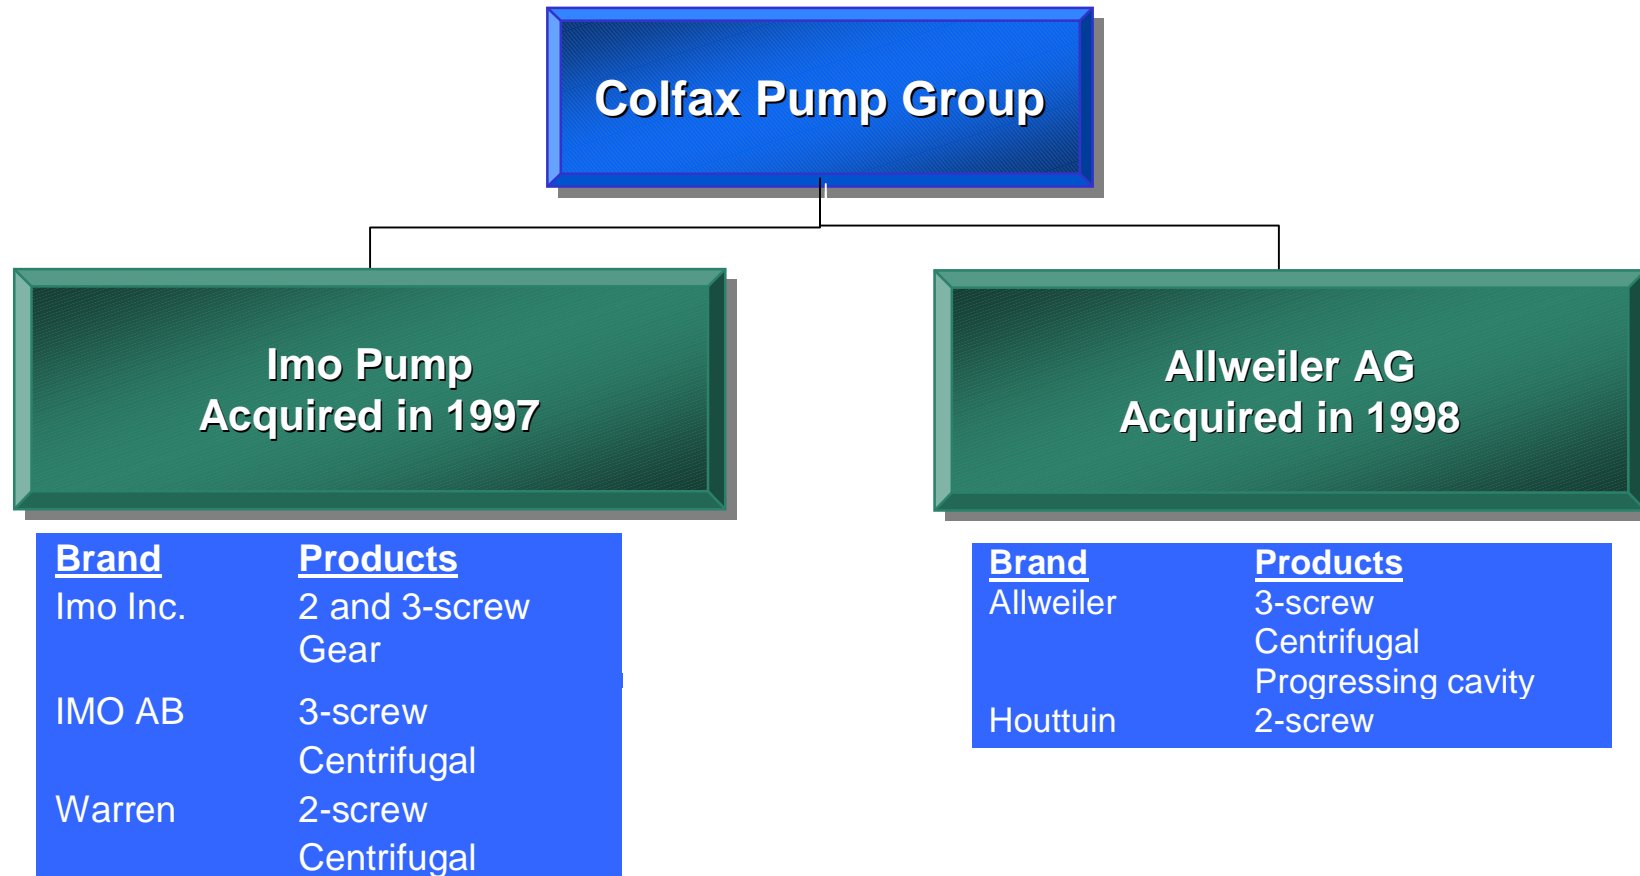 Colfax Pump Group
Imo Pump
Acquired in 1997
Allweiler AG
Acquired in 1998
Brand Products
Imo Inc. 2 and 3-screw
Gear
IMO AB 3-screw
Centrifugal
Warren 2-screw
Centrifugal
Brand Products
Allweiler 3-screw
Centrifugal
Progressing cavity
Houttuin 2-screw